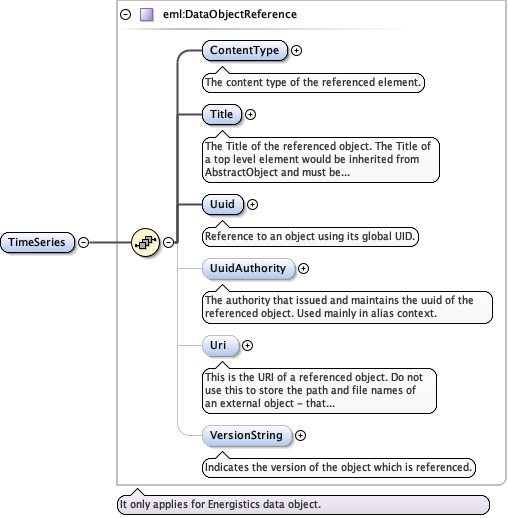 eml:DataObjectReference
ContentType
The content type of the referenced element.
Title
The Title of the referenced object. The Title of
a top level element would be inherited from
AbstractObject and must be...
Uuid
Reference to an object using its global UID.
TimeSeries
UuidAuthority
The authority that issued and maintains the uuid of the
referenced object. Used mainly in alias context.
Uri
This is the URI of a referenced object. Do not
use this to store the path and file names of
an external object - that...
VersionString
Indicates the version of the object which is referenced.
It only applies for Energistics data object.